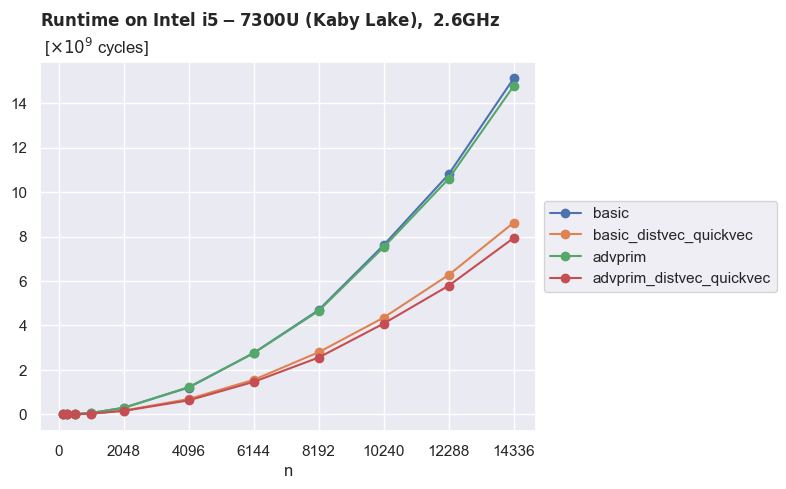 Runtime on Intel i5 − 7300U (Kaby Lake), 2.6GHz
[×10⁹ cycles]
14
12
10
8
6
4
2
0
0 2048 4096 6144 8192 10240 12288 14336
n
basic
basic_distvec_quickvec
advprim
advprim_distvec_quickvec